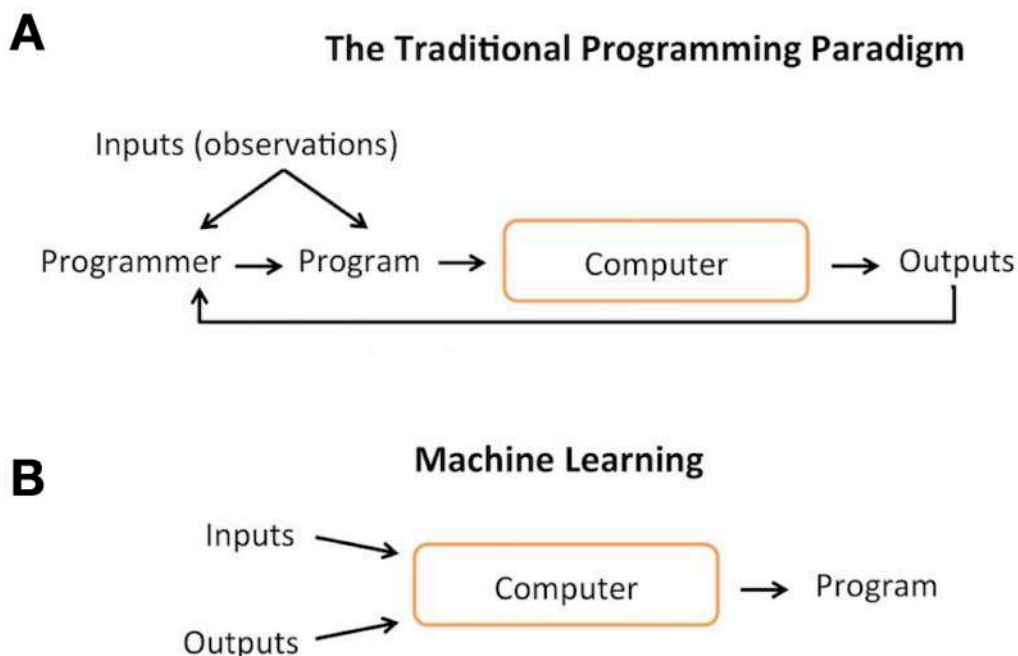 A
The Traditional Programming Paradigm
Inputs (observations)
Programmer
Program
Computer
Outputs
B
Machine Learning
Inputs
Computer
Program
Outputs